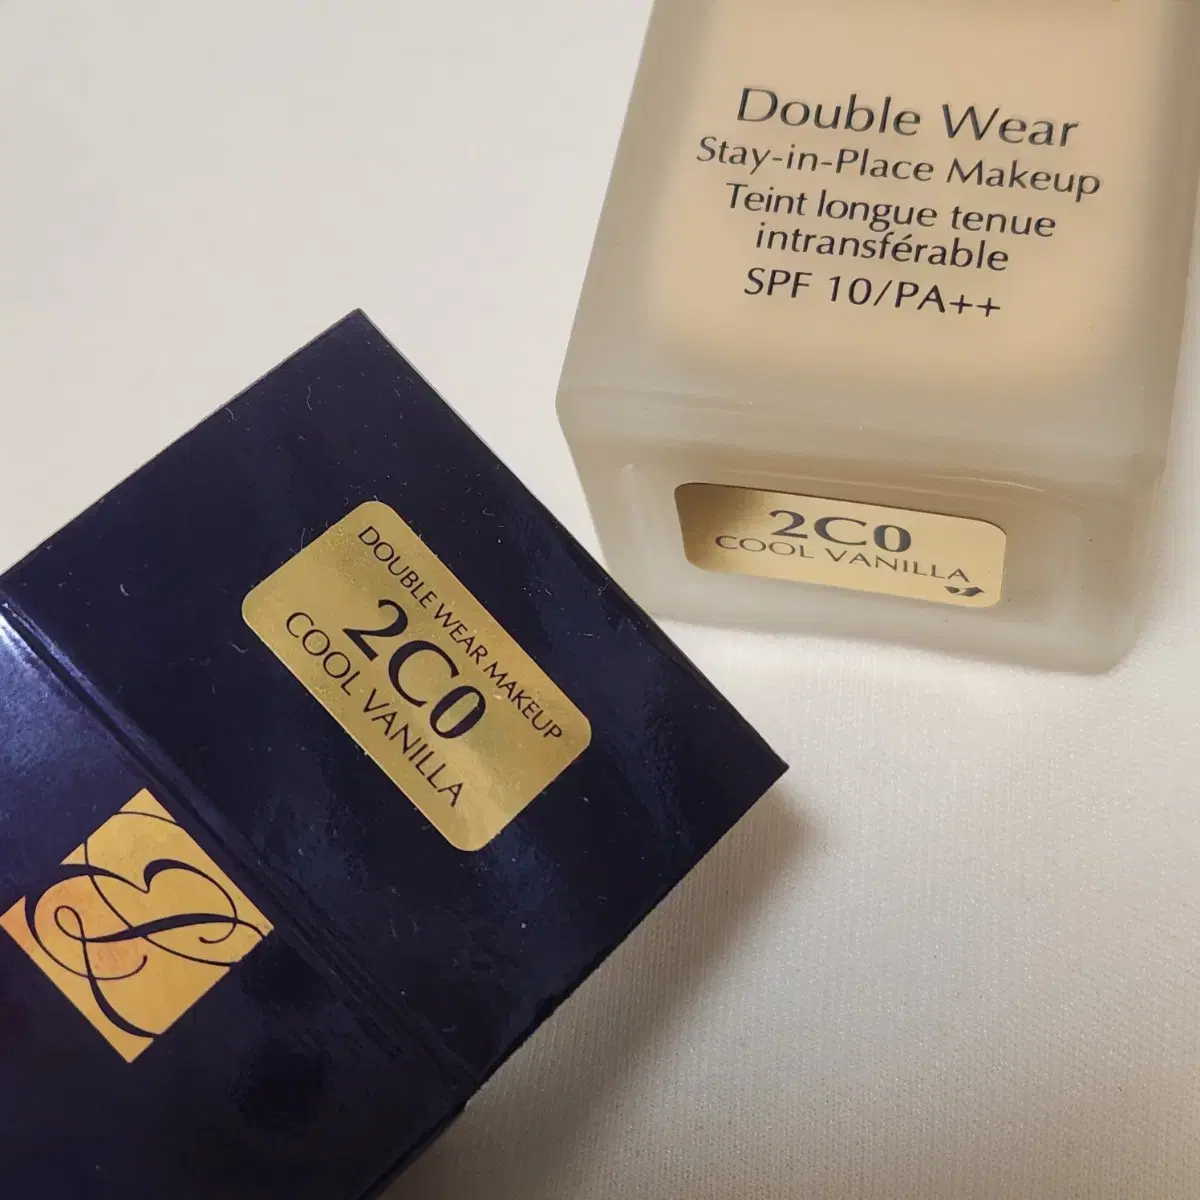 Double Wear
Stay-in-Place Makeup
Teint longue tenue
intransférable
SPF 10/PA++
2C0
COOL VANILLA
DOUBLE WEAR MAKEUP
2C0
COOL VANILLA